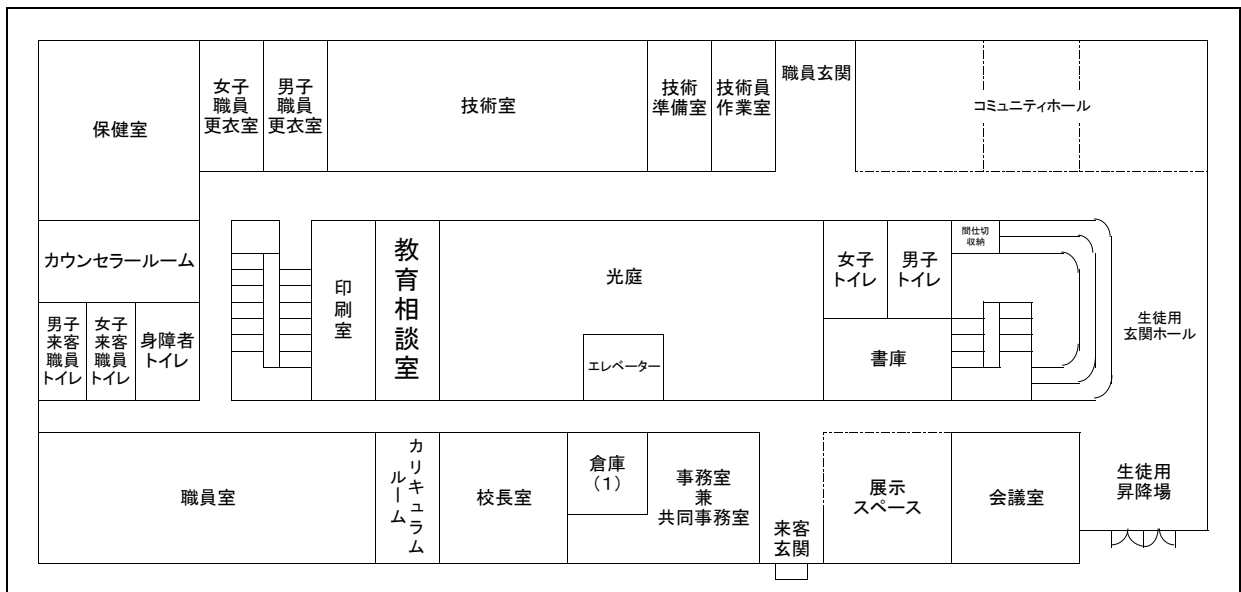 保健室
女子
職員
更衣室
男子
職員
更衣室
技術室
技術
準備室
技術員
作業室
職員玄関
コミュニティホール
カウンセラールーム
男子
来客
職員
トイレ
女子
来客
職員
トイレ
身障者
トイレ
印刷室
教育相談室
光庭
エレベーター
女子
トイレ
男子
トイレ
書庫
間仕切
収納
生徒用
玄関ホール
職員室
カリキュラム
ルーム
校長室
倉庫
(1)
事務室
兼
共同事務室
来客
玄関
展示
スペース
会議室
生徒用
昇降場